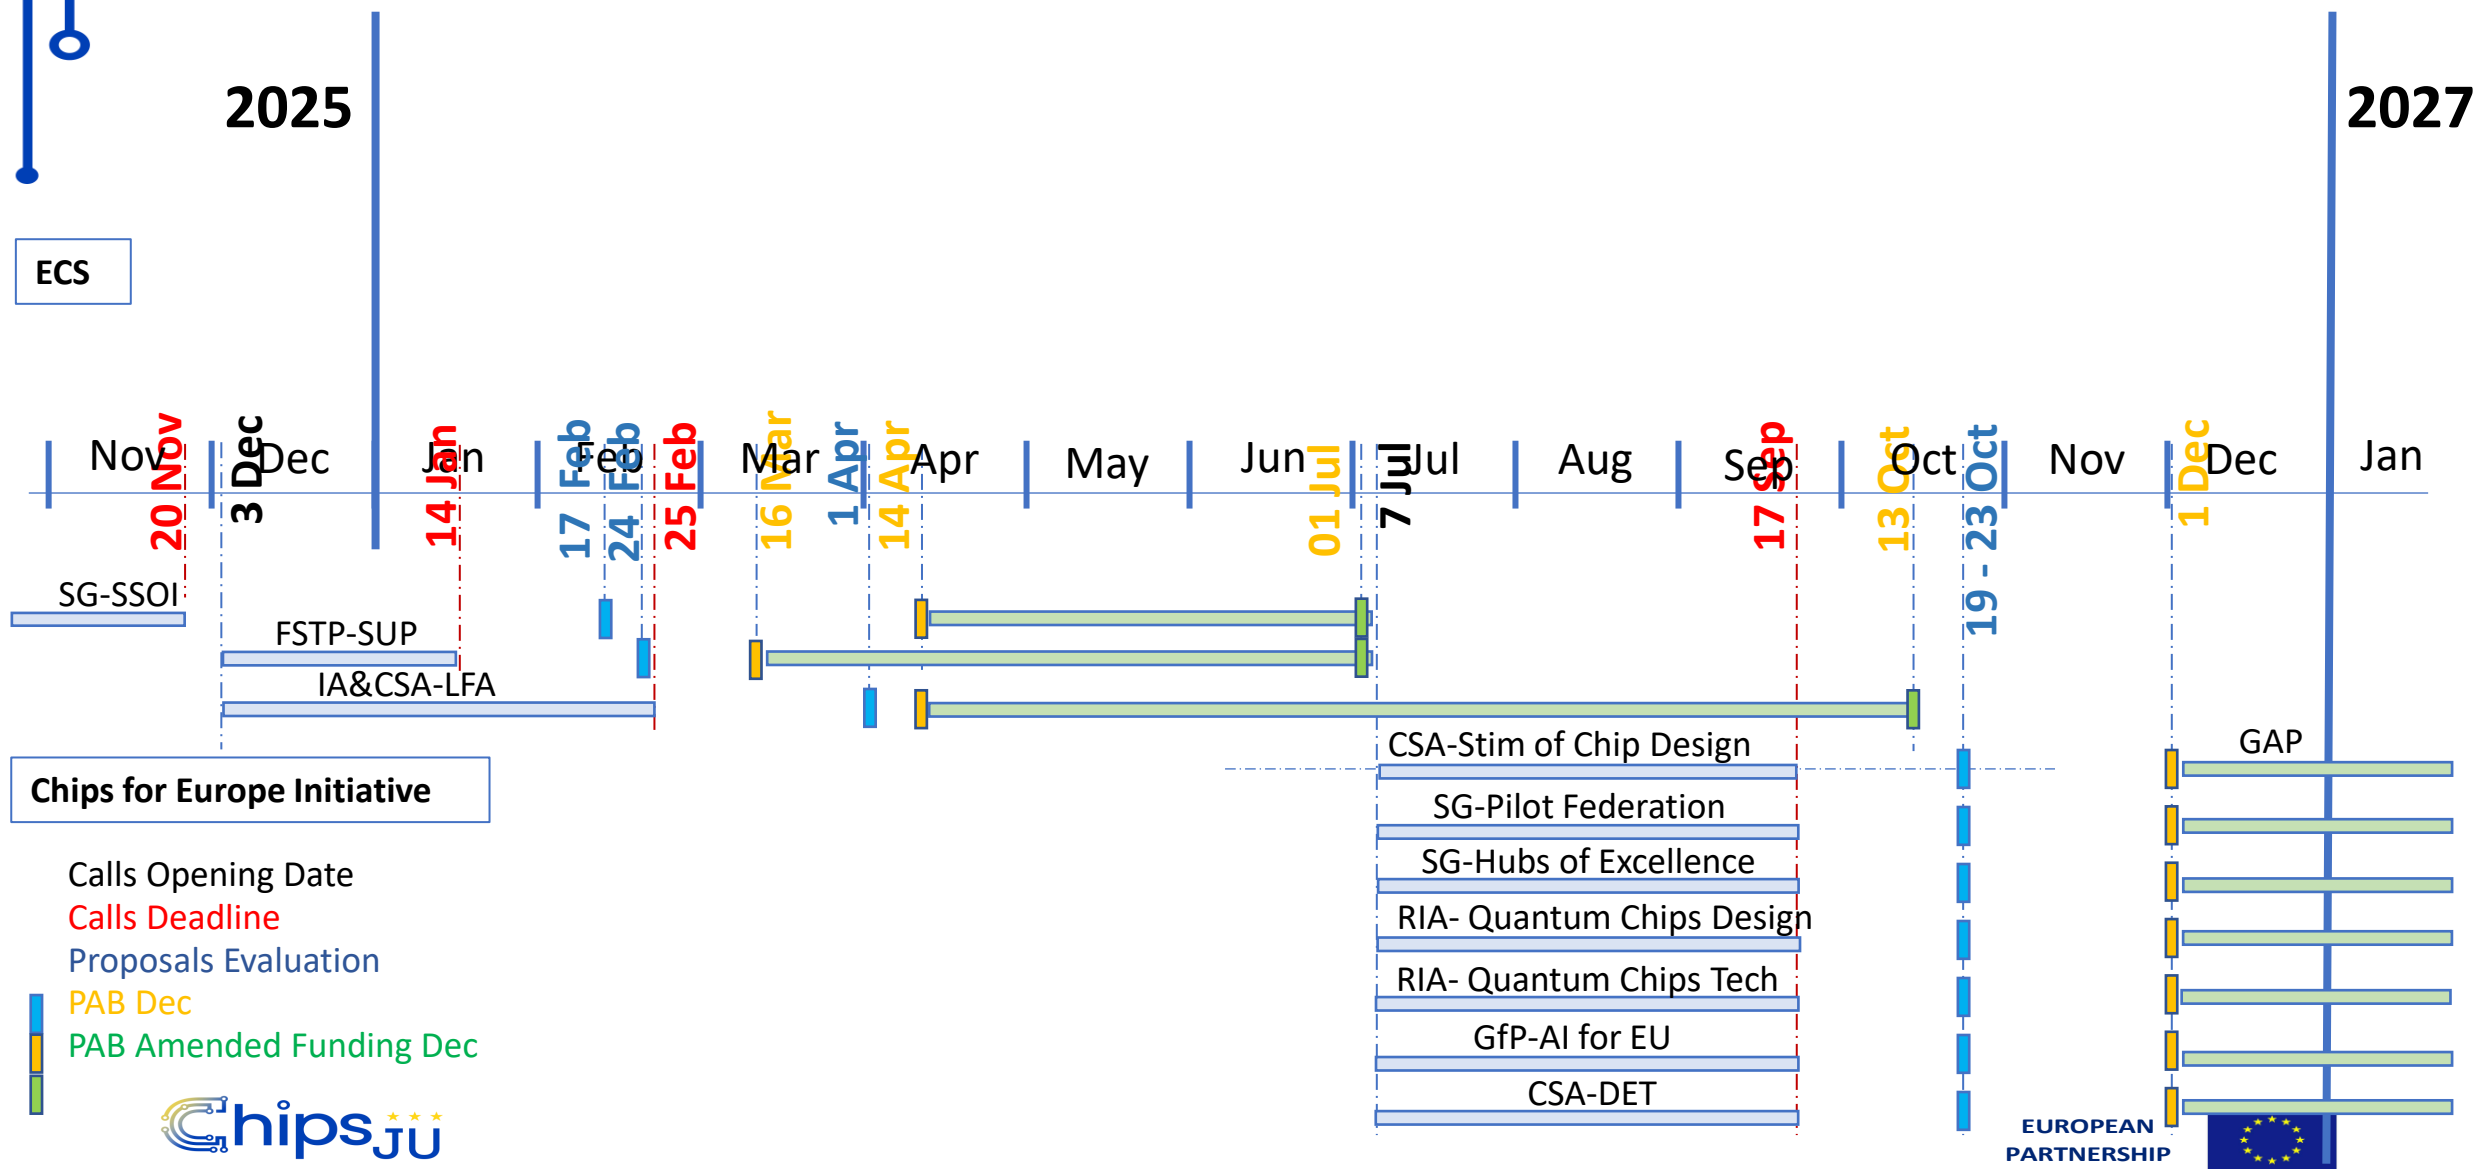 2025
2027
ECS
Nov
Dec
Jan
Feb
Mar
Apr
May
Jun
Jul
Aug
Sep
Oct
Nov
Dec
Jan
20 Nov
3 Dec
14 Jan
17 Feb
24 Feb
25 Feb
16 Mar
1 Apr
14 Apr
01 Jul
7 Jul
17 Sep
13 Oct
19 - 23 Oct
1 Dec
SG-SSOI
FSTP-SUP
IA&CSA-LFA
CSA-Stim of Chip Design
GAP
SG-Pilot Federation
SG-Hubs of Excellence
RIA- Quantum Chips Design
RIA- Quantum Chips Tech
GfP-AI for EU
CSA-DET
Chips for Europe Initiative
Calls Opening Date
Calls Deadline
Proposals Evaluation
PAB Dec
PAB Amended Funding Dec
Chips JU
EUROPEAN
PARTNERSHIP